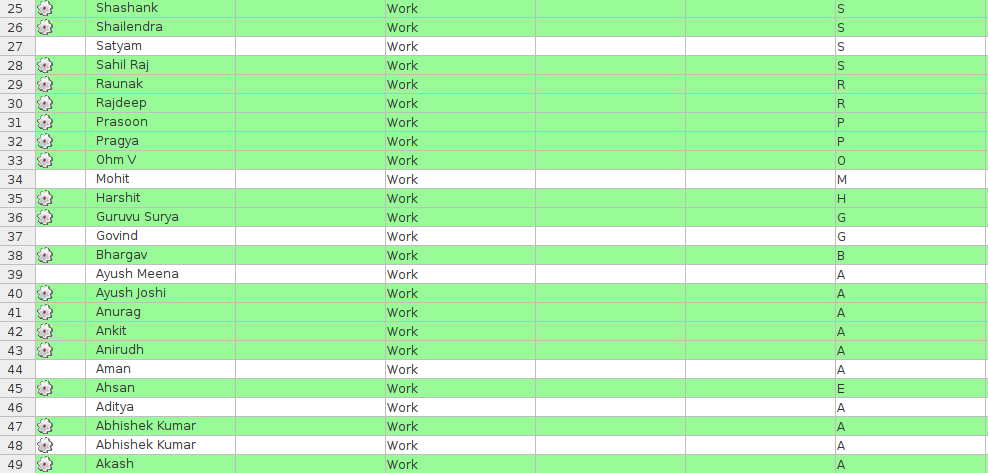 25 Shashank Work S
26 Shailendra Work S
27 Satyam Work S
28 Sahil Raj Work S
29 Raunak Work R
30 Rajdeep Work R
31 Prasoon Work P
32 Pragya Work P
33 Ohm V Work O
34 Mohit Work M
35 Harshit Work H
36 Guruvu Surya Work G
37 Govind Work G
38 Bhargav Work B
39 Ayush Meena Work A
40 Ayush Joshi Work A
41 Anurag Work A
42 Ankit Work A
43 Anirudh Work A
44 Aman Work A
45 Ahsan Work E
46 Aditya Work A
47 Abhishek Kumar Work A
48 Abhishek Kumar Work A
49 Akash Work A